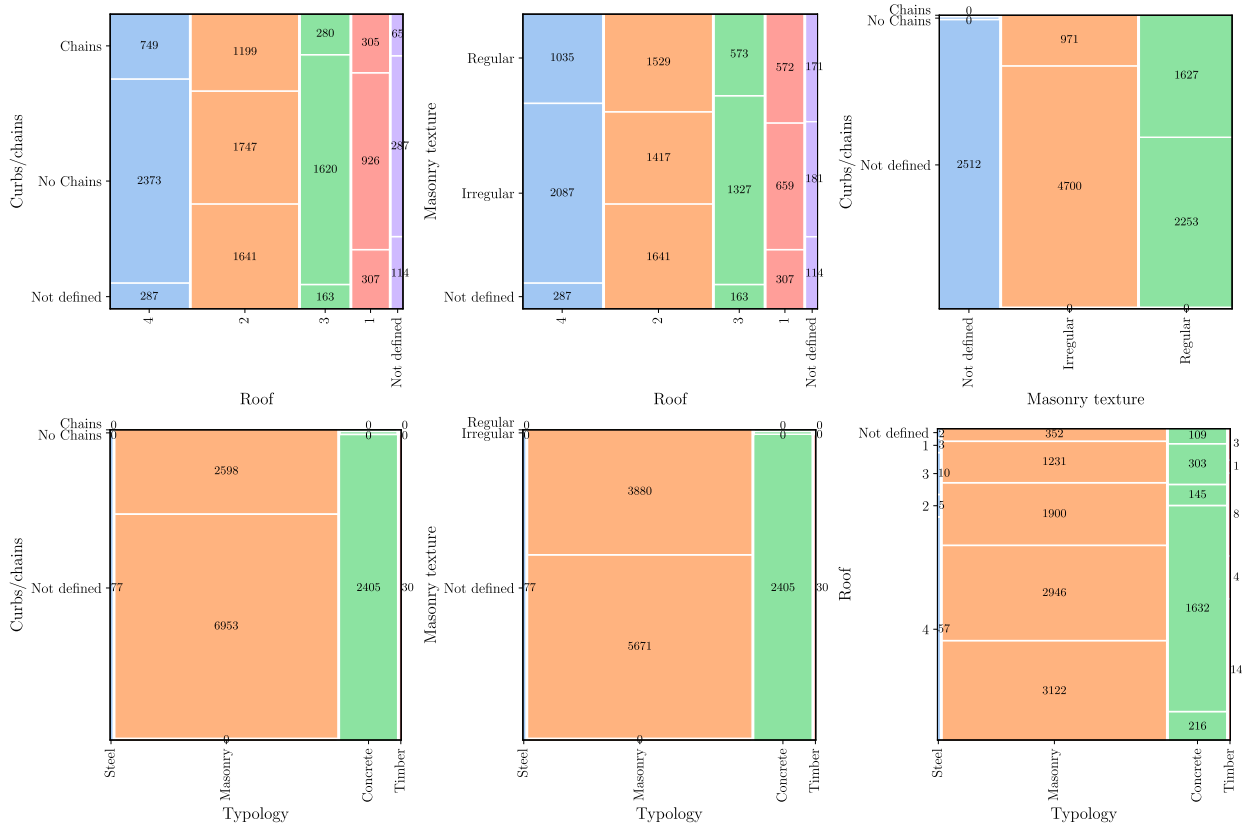 Chains
No Chains
Not defined
Curbs/chains
749
2373
287
1199
1747
1641
280
1620
163
305
926
307
65
287
114
4
2
3
1
Not defined
Roof
Regular
Irregular
Not defined
Masonry texture
1035
2087
287
1529
1417
1641
573
1327
163
572
659
307
171
181
114
4
2
3
1
Not defined
Roof
Chains
No Chains
Not defined
Curbs/chains
0
0
2512
971
4700
0
1627
2253
0
Not defined
Irregular
Regular
Masonry texture
Chains
No Chains
Not defined
Curbs/chains
0
0
77
2598
6953
0
0
0
2405
0
0
30
Steel
Masonry
Concrete
Timber
Typology
Regular
Irregular
Not defined
Masonry texture
0
0
77
3880
5671
0
0
0
2405
0
0
30
Steel
Masonry
Concrete
Timber
Typology
Not defined
1
3
2
4
Roof
2
3
10
5
57
352
1231
1900
2946
3122
109
303
145
1632
216
3
1
8
4
14
Steel
Masonry
Concrete
Timber
Typology